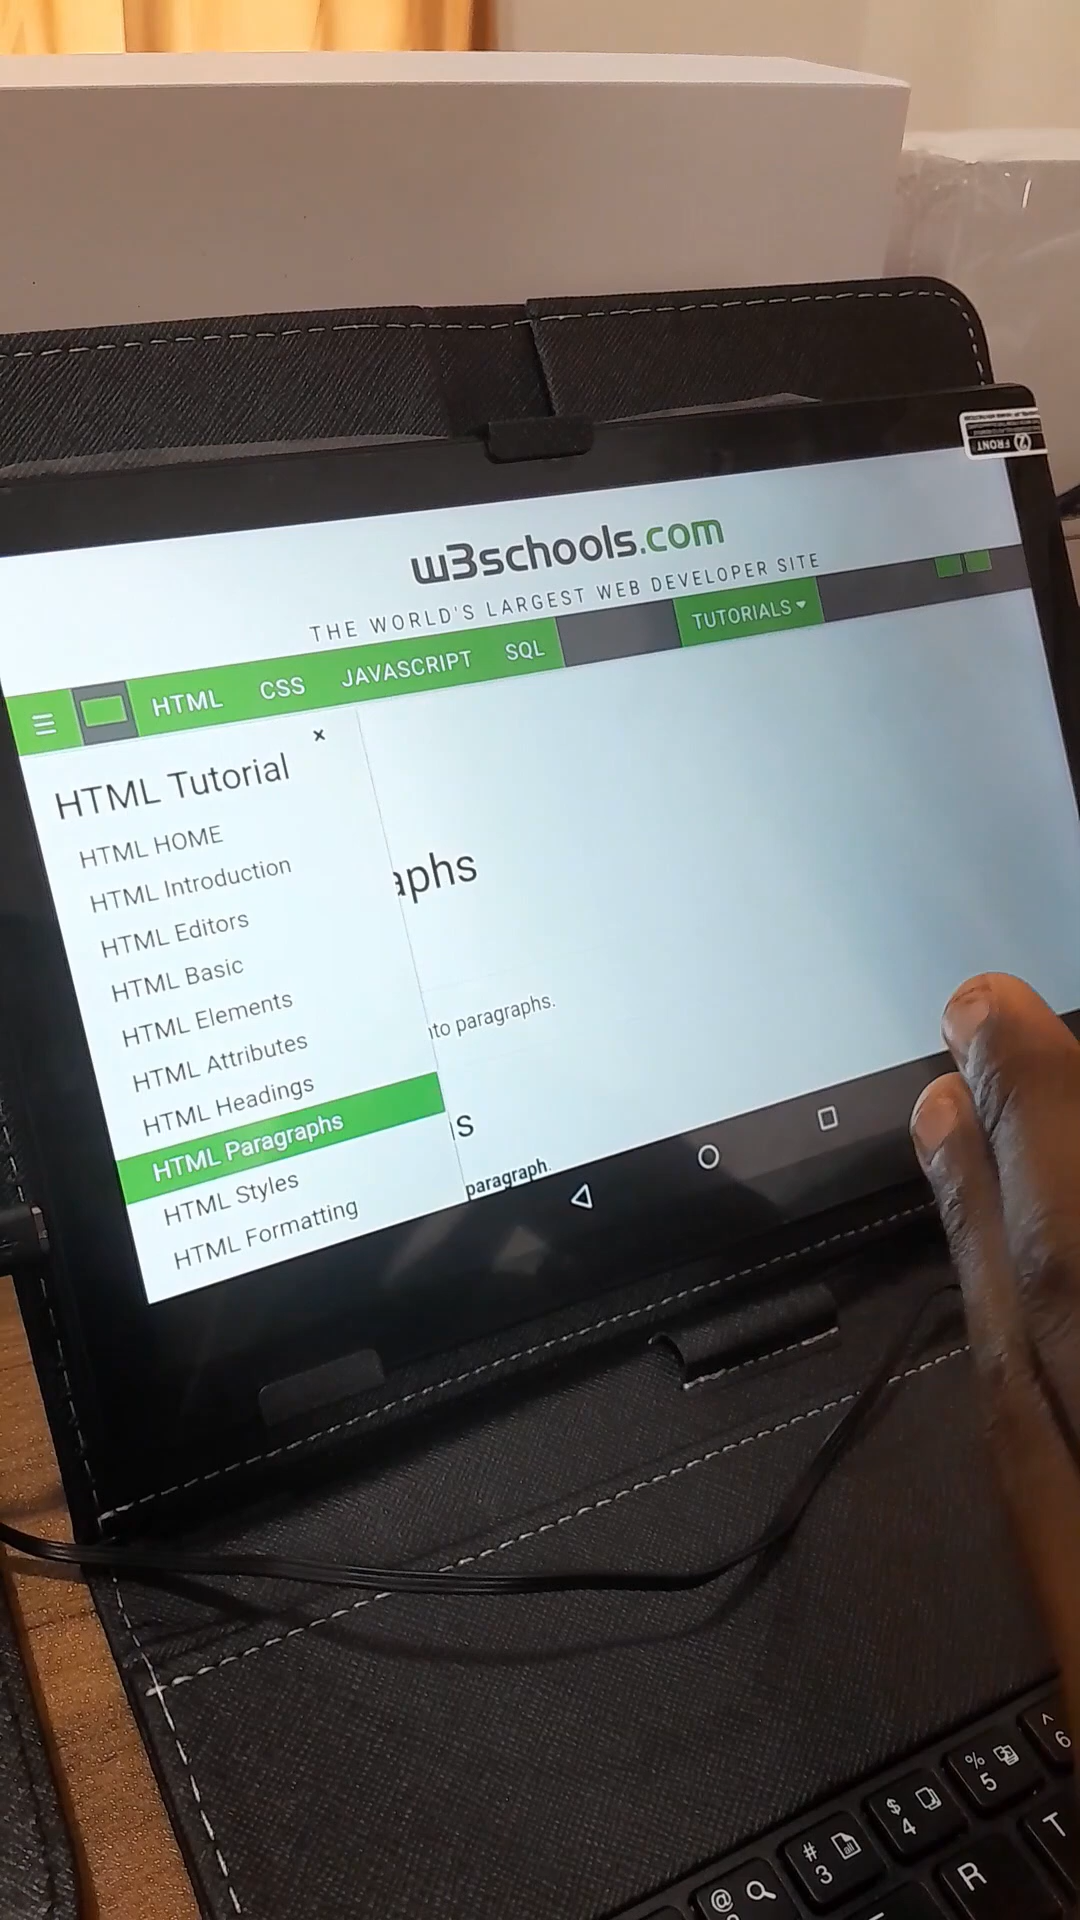 FRONT 2
w3schools.com
THE WORLD'S LARGEST WEB DEVELOPER SITE
HTML CSS JAVASCRIPT SQL TUTORIALS
×
HTML Tutorial
HTML HOME
HTML Introduction
HTML Editors
HTML Basic
HTML Elements
HTML Attributes
HTML Headings
HTML Paragraphs
HTML Styles
HTML Formatting
aphs
nto paragraphs.
s
paragraph.
^ 6
% 5
$ 4
# 3
@
T
R